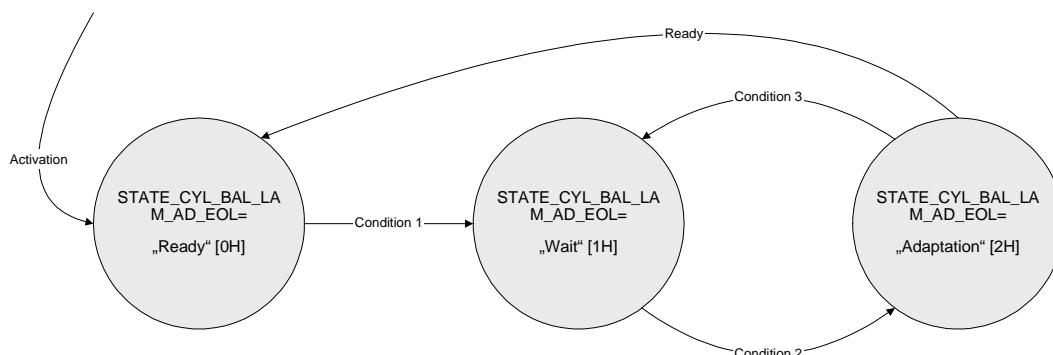 Ready
Condition 3
Activation
STATE_CYL_BAL_LA
M_AD_EOL=
„Ready“ [0H]
Condition 1
STATE_CYL_BAL_LA
M_AD_EOL=
„Wait“ [1H]
STATE_CYL_BAL_LA
M_AD_EOL=
„Adaptation“ [2H]
Condition 2